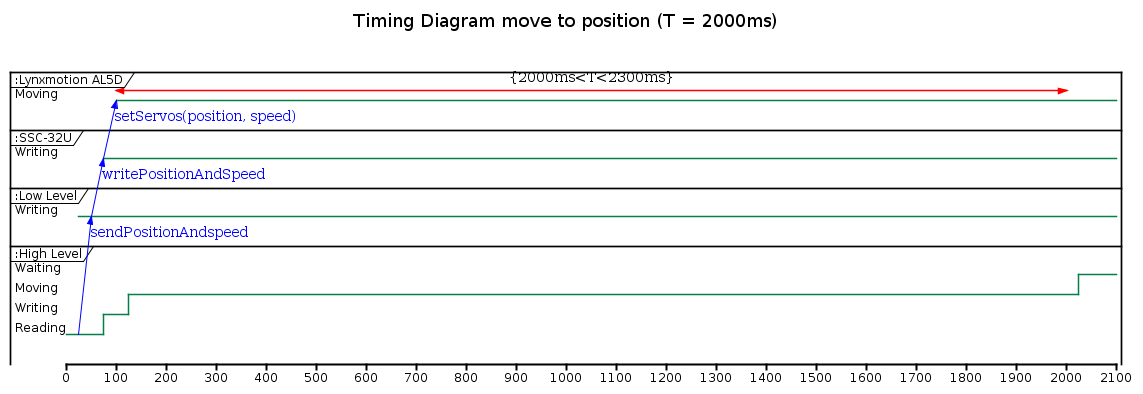 Timing Diagram move to position (T = 2000ms)
:Lynxmotion AL5D
{2000ms<T<2300ms}
Moving
setServos(position, speed)
:SSC-32U
Writing
writePositionAndSpeed
:Low Level
Writing
sendPositionAndspeed
:High Level
Waiting
Moving
Writing
Reading
0 100 200 300 400 500 600 700 800 900 1000 1100 1200 1300 1400 1500 1600 1700 1800 1900 2000 2100